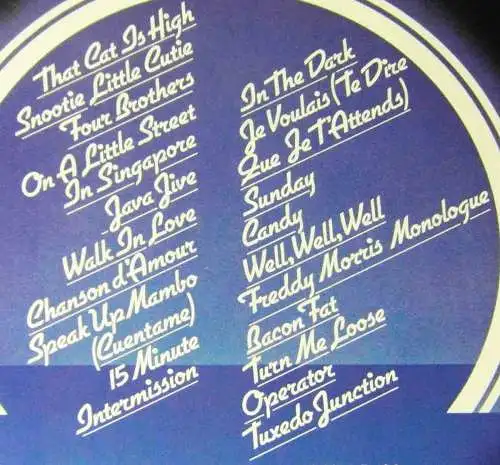 That Cat Is High
Snootie Little Cutie
Four Brothers
On A Little Street
In Singapore
Java Jive
Walk In Love
Chanson d'Amour
Speak Up Mambo
(Cuentame)
15 Minute
Intermission
In The Dark
Je Voulais (Te Dire
Que Je T'Attends)
Sunday
Candy
Well, Well, Well
Freddy Morris Monologue
Bacon Fat
Turn Me Loose
Operator
Tuxedo Junction